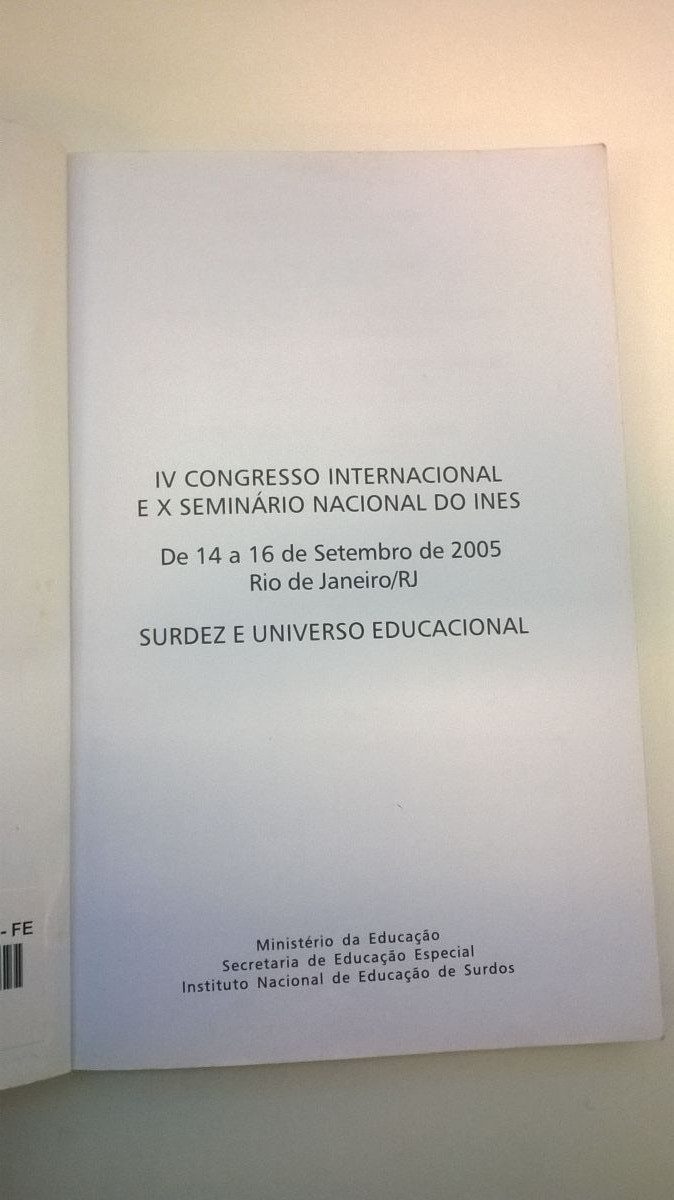 IV CONGRESSO INTERNACIONAL
E X SEMINÁRIO NACIONAL DO INES
De 14 a 16 de Setembro de 2005
Rio de Janeiro/RJ
SURDEZ E UNIVERSO EDUCACIONAL
- FE
Ministério da Educação
Secretaria de Educação Especial
Instituto Nacional de Educação de Surdos